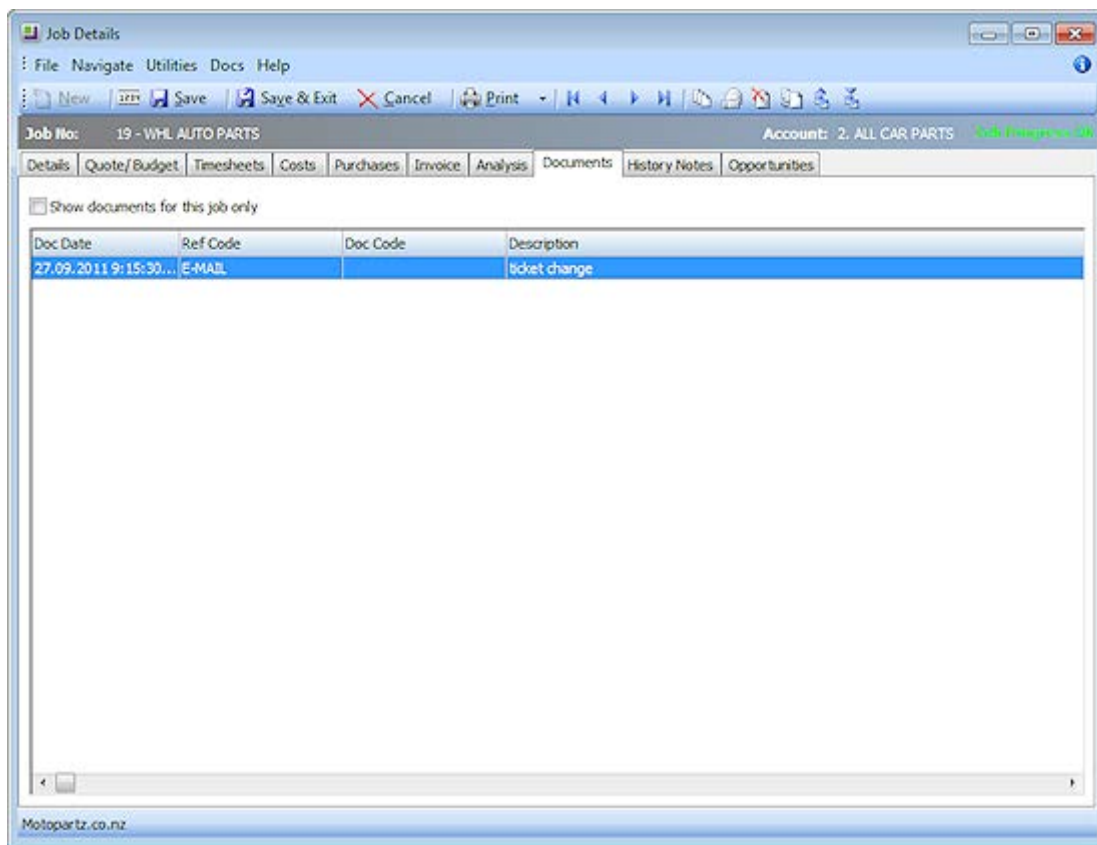 Job Details
File Navigate Utilities Docs Help
New Save Save & Exit Cancel Print
Job No: 19 - WHL AUTO PARTS Account: 2. ALL CAR PARTS
Details Quote/Budget Timesheets Costs Purchases Invoice Analysis Documents History Notes Opportunities
Show documents for this job only
Doc Date Ref Code Doc Code Description
27.09.2011 9:15:30... E-MAIL ticket change
Motopartz.co.nz